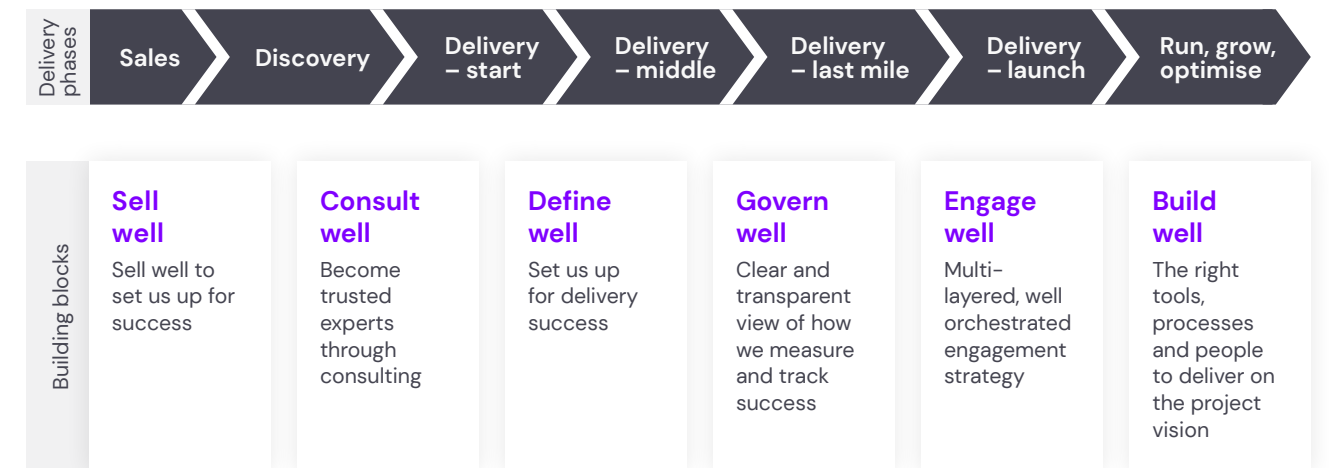 Delivery
phases
Sales
Discovery
Delivery
– start
Delivery
– middle
Delivery
– last mile
Delivery
– launch
Run, grow,
optimise
Building blocks
Sell
well
Sell well to
set us up for
success
Consult
well
Become
trusted
experts
through
consulting
Define
well
Set us up
for delivery
success
Govern
well
Clear and
transparent
view of how
we measure
and track
success
Engage
well
Multi-
layered, well
orchestrated
engagement
strategy
Build
well
The right
tools,
processes
and people
to deliver on
the project
vision